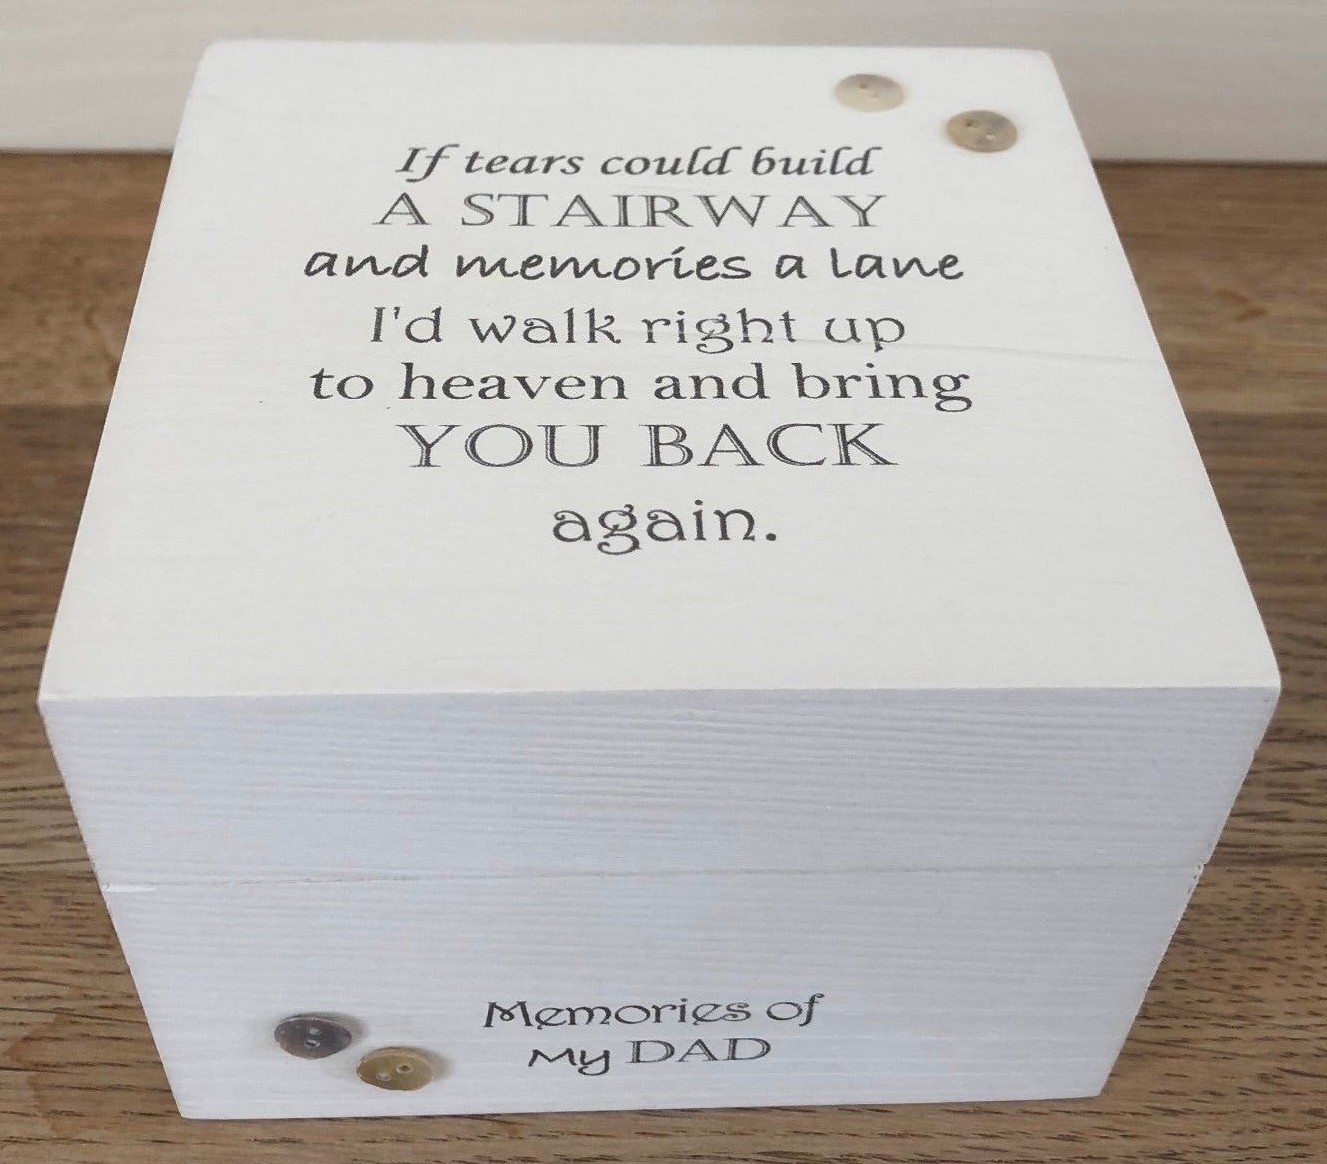 If tears could build
A STAIRWAY
and memories a lane
I'd walk right up
to heaven and bring
YOU BACK
again.
Memories of
My DAD